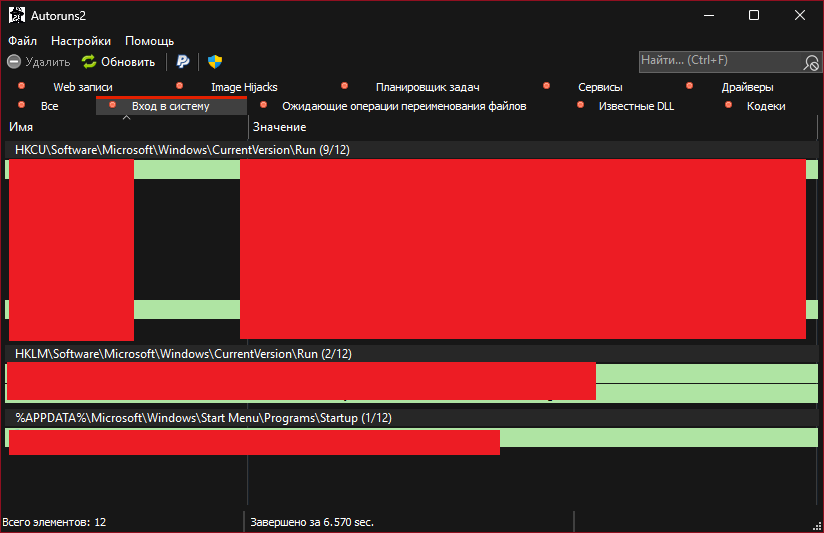 Autoruns2
Файл Настройки Помощь
Удалить Обновить Найти... (Ctrl+F)
Web записи Image Hijacks Планировщик задач Сервисы Драйверы
Все Вход в систему Ожидающие операции переименования файлов Известные DLL Кодеки
Имя Значение
HKCU\Software\Microsoft\Windows\CurrentVersion\Run (9/12)
HKLM\Software\Microsoft\Windows\CurrentVersion\Run (2/12)
%APPDATA%\Microsoft\Windows\Start Menu\Programs\Startup (1/12)
Всего элементов: 12 Завершено за 6.570 sec.